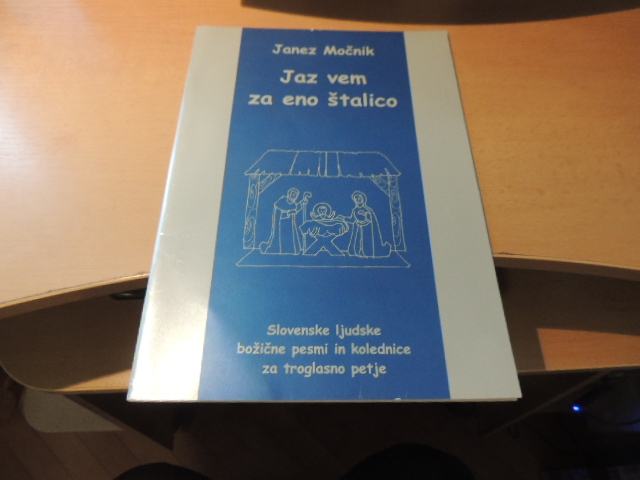 Janez Močnik
Jaz vem
za eno štalico
Slovenske ljudske
božične pesmi in kolednice
za troglasno petje